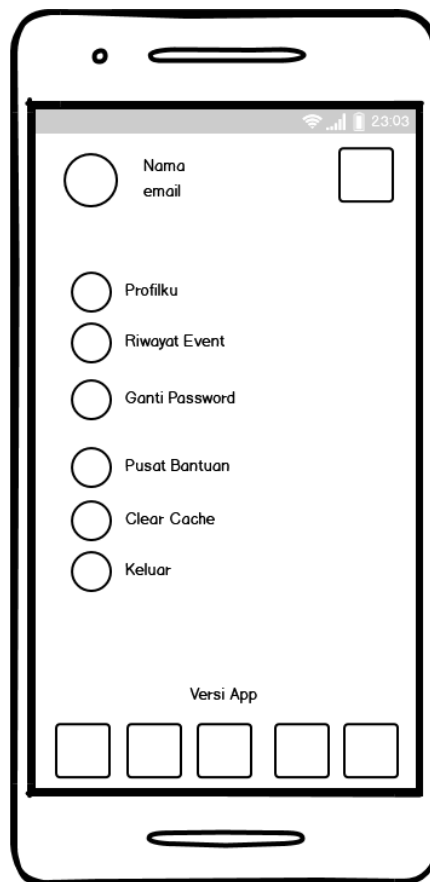 23:03
Nama
email
Profilku
Riwayat Event
Ganti Password
Pusat Bantuan
Clear Cache
Keluar
Versi App